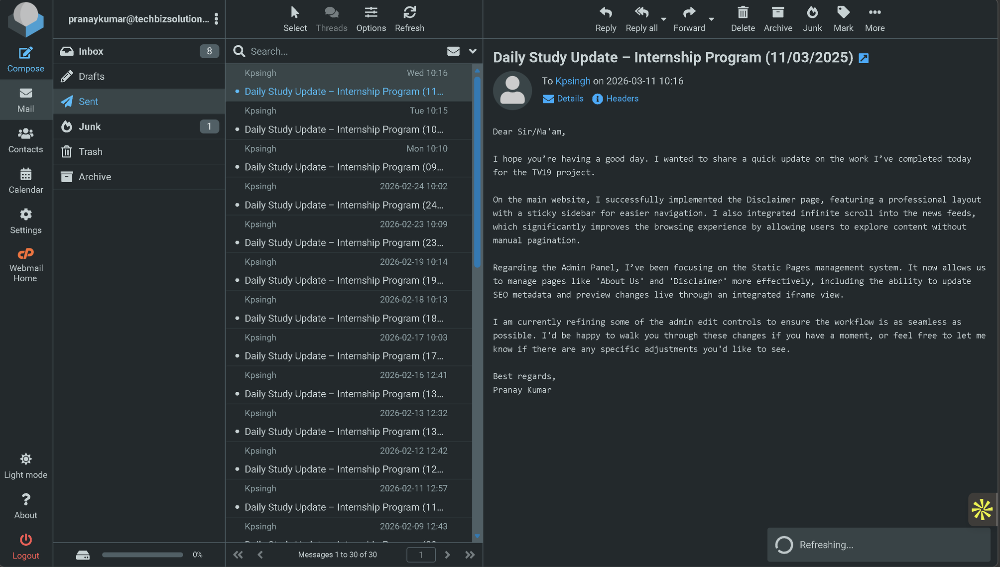 pranaykumar@techbizsolution...
Compose
Mail
Contacts
Calendar
Settings
cP
Webmail
Home
Light mode
About
Logout
Inbox 8
Drafts
Sent
Junk 1
Trash
Archive
0%
Select
Threads
Options
Refresh
Search...
Kpsingh Wed 10:16
Daily Study Update – Internship Program (11...
Kpsingh Tue 10:15
Daily Study Update – Internship Program (10...
Kpsingh Mon 10:10
Daily Study Update – Internship Program (09...
Kpsingh 2026-02-24 10:02
Daily Study Update – Internship Program (24...
Kpsingh 2026-02-23 10:09
Daily Study Update – Internship Program (23...
Kpsingh 2026-02-19 10:14
Daily Study Update – Internship Program (19...
Kpsingh 2026-02-18 10:13
Daily Study Update – Internship Program (18...
Kpsingh 2026-02-17 10:03
Daily Study Update – Internship Program (17...
Kpsingh 2026-02-16 12:41
Daily Study Update – Internship Program (13...
Kpsingh 2026-02-13 12:32
Daily Study Update – Internship Program (13...
Kpsingh 2026-02-12 12:42
Daily Study Update – Internship Program (12...
Kpsingh 2026-02-11 12:57
Daily Study Update – Internship Program (11...
Kpsingh 2026-02-09 12:43
Messages 1 to 30 of 30
1
Reply
Reply all
Forward
Delete
Archive
Junk
Mark
More
Daily Study Update – Internship Program (11/03/2025)
To Kpsingh on 2026-03-11 10:16
Details
Headers
Dear Sir/Ma'am,
I hope you’re having a good day. I wanted to share a quick update on the work I’ve completed today
for the TV19 project.
On the main website, I successfully implemented the Disclaimer page, featuring a professional layout
with a sticky sidebar for easier navigation. I also integrated infinite scroll into the news feeds,
which significantly improves the browsing experience by allowing users to explore content without
manual pagination.
Regarding the Admin Panel, I’ve been focusing on the Static Pages management system. It now allows us
to manage pages like 'About Us' and 'Disclaimer' more effectively, including the ability to update
SEO metadata and preview changes live through an integrated iframe view.
I am currently refining some of the admin edit controls to ensure the workflow is as seamless as
possible. I'd be happy to walk you through these changes if you have a moment, or feel free to let me
know if there are any specific adjustments you'd like to see.
Best regards,
Pranay Kumar
Refreshing...